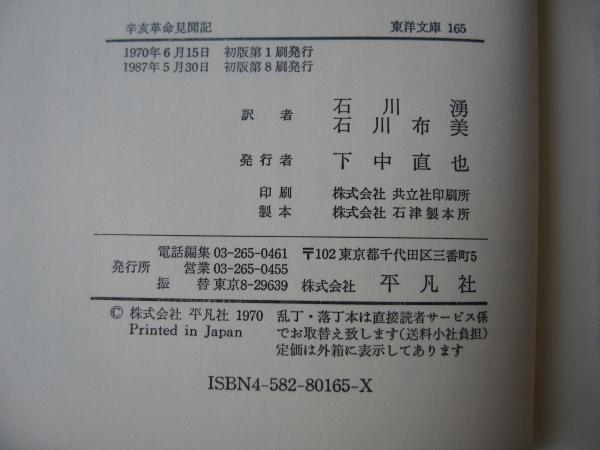 辛亥革命見聞記 東洋文庫 165
1970年6月15日 初版第1刷発行
1987年5月30日 初版第8刷発行
訳者 石川湧
石川布美
発行者 下中直也
印刷 株式会社 共立社印刷所
製本 株式会社 石津製本所
電話編集 03-265-0461 〒102 東京都千代田区三番町5
発行所 営業 03-265-0455
振替 東京8-29639 株式会社 平凡社
© 株式会社 平凡社 1970 乱丁・落丁本は直接読者サービス係
Printed in Japan でお取替え致します(送料小社負担)
定価は外箱に表示してあります
ISBN4-582-80165-X